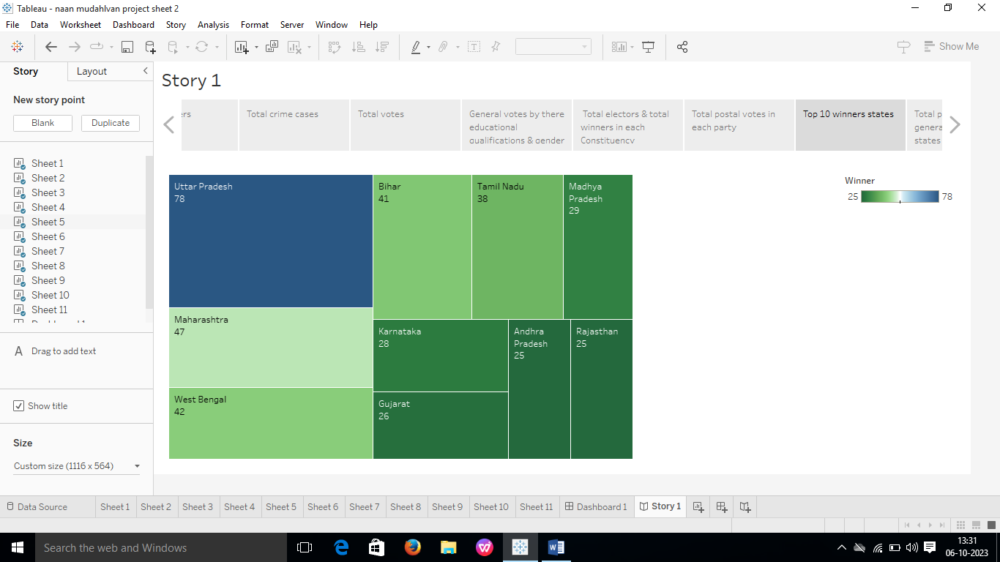 Tableau - naan mudahlvan project sheet 2
File Data Worksheet Dashboard Story Analysis Format Server Window Help
Show Me
Story Layout
New story point
Blank Duplicate
Sheet 1
Sheet 2
Sheet 3
Sheet 4
Sheet 5
Sheet 6
Sheet 7
Sheet 8
Sheet 9
Sheet 10
Sheet 11
A Drag to add text
Show title
Size
Custom size (1116 x 564)
Story 1
ers
Total crime cases
Total votes
General votes by there
educational
qualifications & gender
Total electors & total
winners in each
Constituency
Total postal votes in
each party
Top 10 winners states
Total p
genera
states
Uttar Pradesh
78
Maharashtra
47
West Bengal
42
Bihar
41
Tamil Nadu
38
Madhya
Pradesh
29
Karnataka
28
Gujarat
26
Andhra
Pradesh
25
Rajasthan
25
Winner
25 78
Data Source Sheet 1 Sheet 2 Sheet 3 Sheet 4 Sheet 5 Sheet 6 Sheet 7 Sheet 8 Sheet 9 Sheet 10 Sheet 11 Dashboard 1 Story 1
Search the web and Windows
13:31
06-10-2023